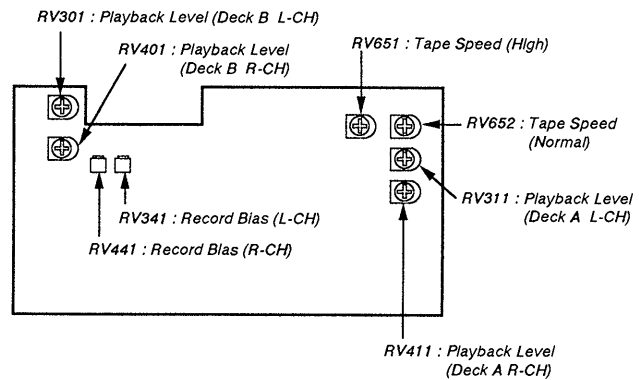 RV301 : Playback Level (Deck B L-CH)
RV401 : Playback Level
(Deck B R-CH)
RV651 : Tape Speed (High)
RV652 : Tape Speed
(Normal)
RV311 : Playback Level
(Deck A L-CH)
RV341 : Record Bias (L-CH)
RV441 : Record Bias (R-CH)
RV411 : Playback Level
(Deck A R-CH)